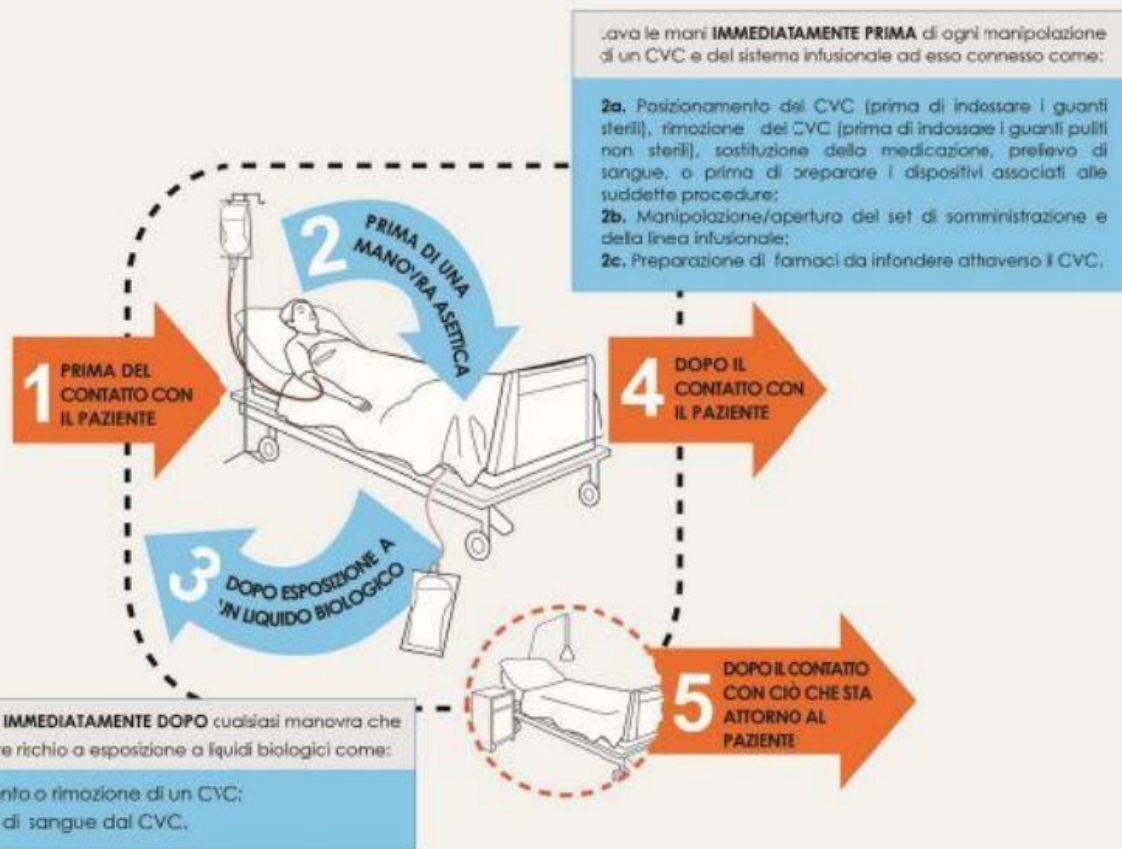 .ava le mani IMMEDIATAMENTE PRIMA di ogni manipolazione
di un CVC e del sistema infusionale ad esso connesso come:
2a. Posizionamento del CVC (prima di indossare i guanti
sterili), rimozione del CVC (prima di indossare i guanti puliti
non sterili), sostituzione della medicazione, prelievo di
sangue, o prima di preparare i dispositivi associati alle
suddette procedure;
2b. Manipolazione/apertura del set di somministrazione e
della linea infusionale;
2c. Preparazione di farmaci da infondere attraverso il CVC.
2
PRIMA DI UNA
MANOVRA ASETTICA
1
PRIMA DEL
CONTATTO CON
IL PAZIENTE
4
DOPO IL
CONTATTO CON
IL PAZIENTE
3
DOPO ESPOSIZIONE A
UN LIQUIDO BIOLOGICO
5
DOPO IL CONTATTO
CON CIÒ CHE STA
ATTORNO AL
PAZIENTE
IMMEDIATAMENTE DOPO qualsiasi manovra che
rischio a esposizione a liquidi biologici come:
o rimozione di un CVC;
di sangue dal CVC.